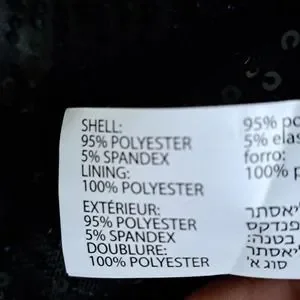 SHELL:
95% POLYESTER
5% SPANDEX
LINING:
100% POLYESTER
EXTÉRIEUR:
95% POLYESTER
5% SPANDEX
DOUBLURE:
100% POLYESTER
95%
5%
forro:
100%
בטנה:
סוג א'